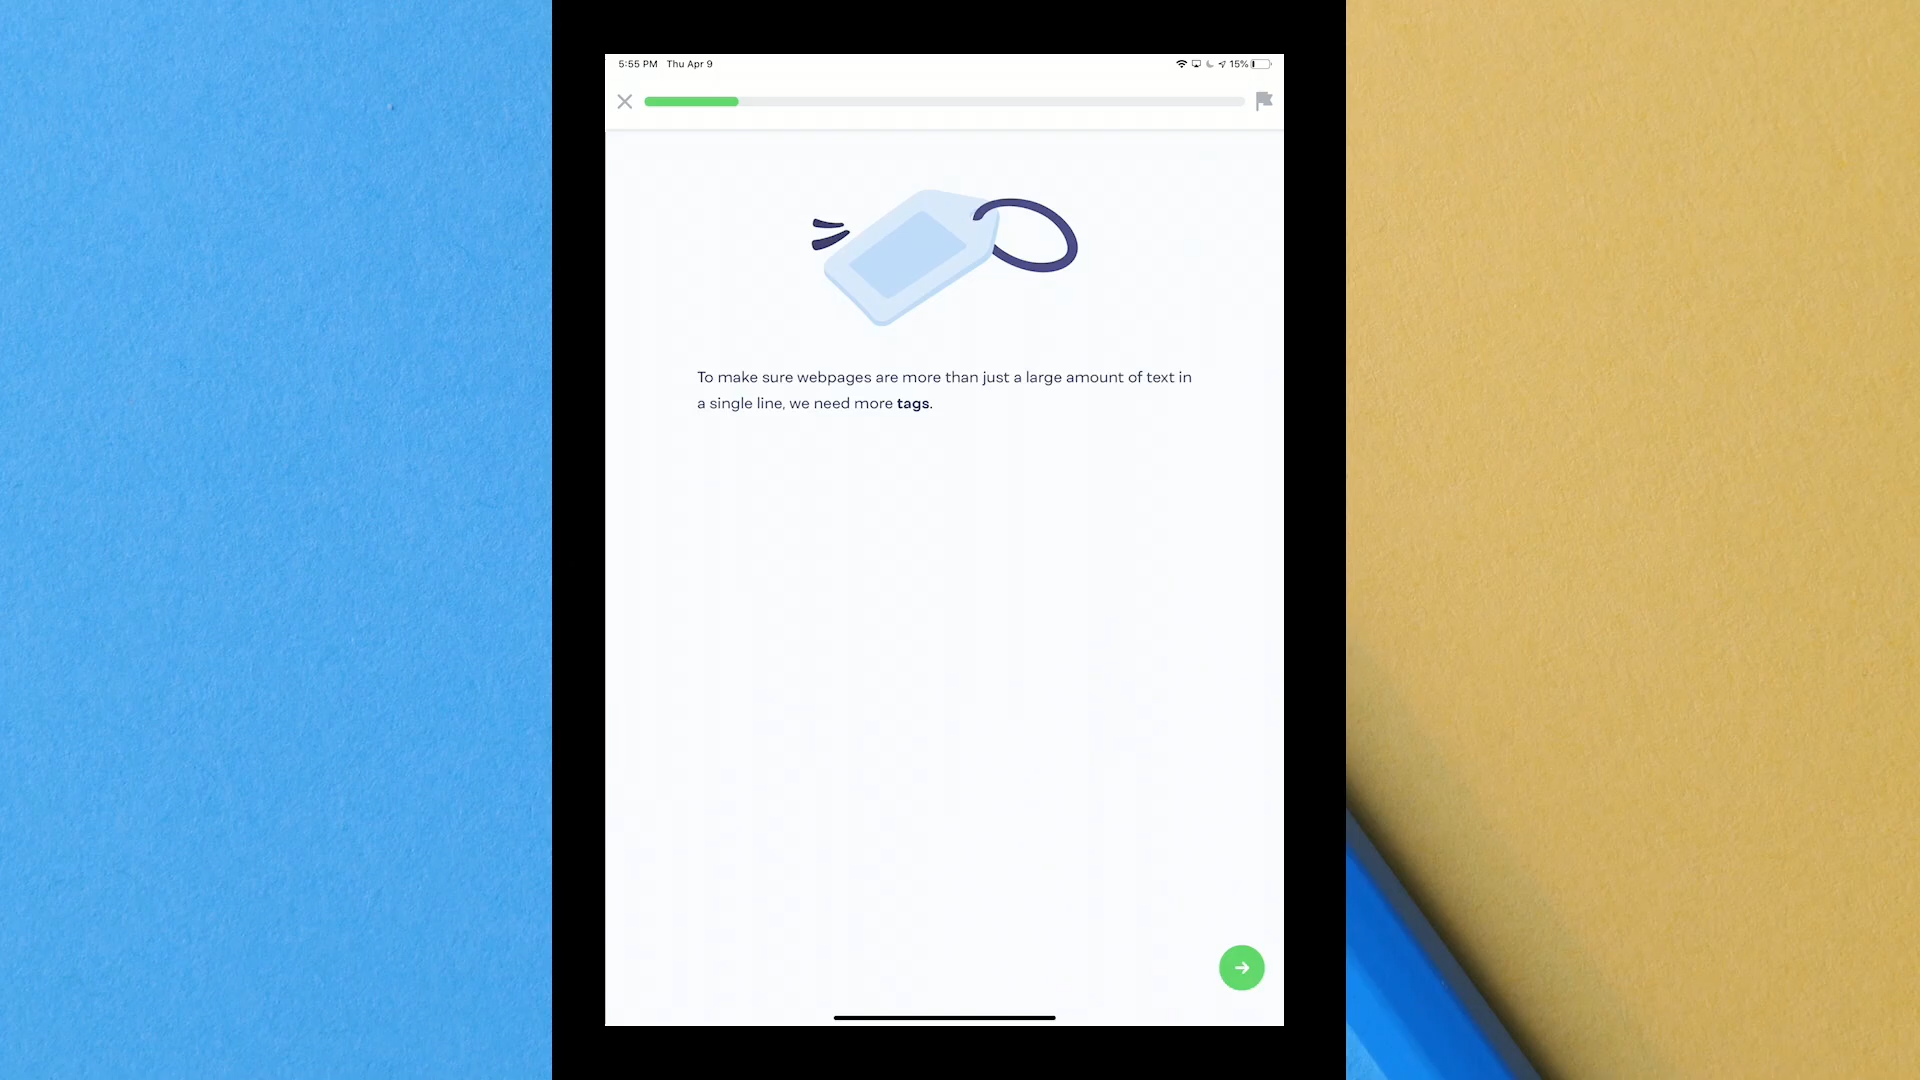 5:55 PM Thu Apr 9
15%
To make sure webpages are more than just a large amount of text in
a single line, we need more tags.